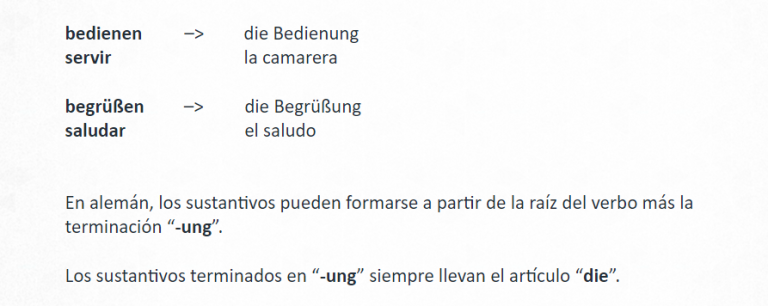 bedienen –> die Bedienung
servir la camarera
begrüßen –> die Begrüßung
saludar el saludo
En alemán, los sustantivos pueden formarse a partir de la raíz del verbo más la
terminación “-ung”.
Los sustantivos terminados en “-ung” siempre llevan el artículo “die”.